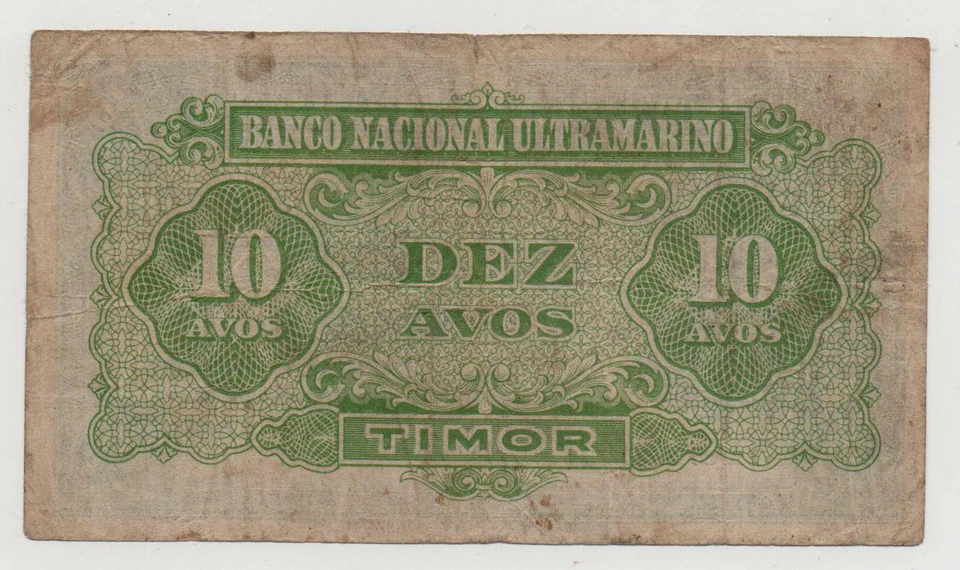 BANCO NACIONAL ULTRAMARINO
10 AVOS
DEZ AVOS
10 AVOS
TIMOR